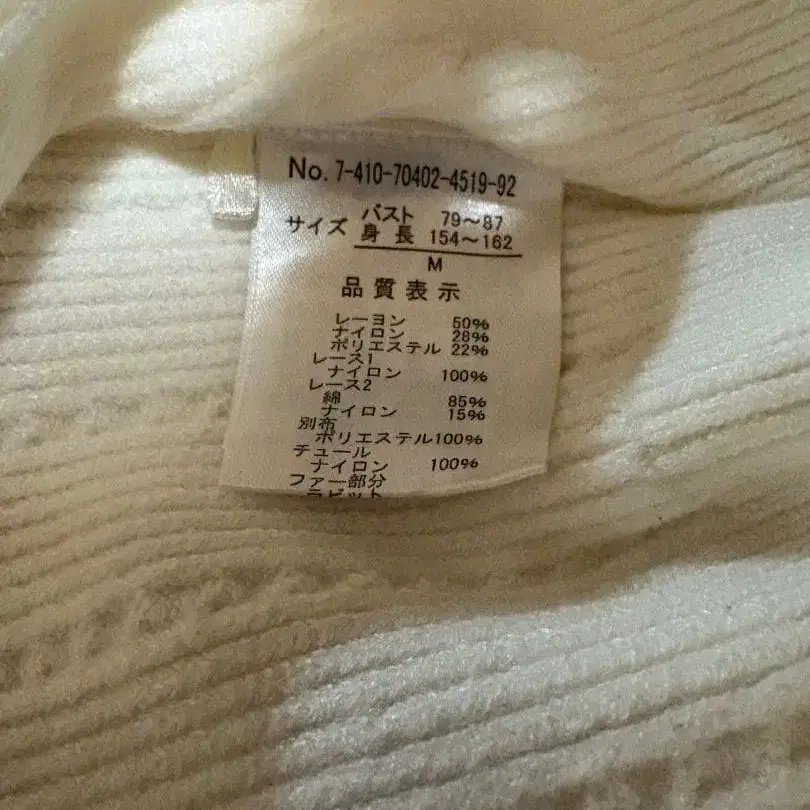 No. 7-410-70402-4519-92
サイズ バスト 79〜87
身長 154〜162
M
品質表示
レーヨン 50%
ナイロン 28%
ポリエステル 22%
レース1
ナイロン 100%
レース2
綿 85%
ナイロン 15%
別布
ポリエステル100%
チュール
ナイロン 100%
ファー部分
ラビット